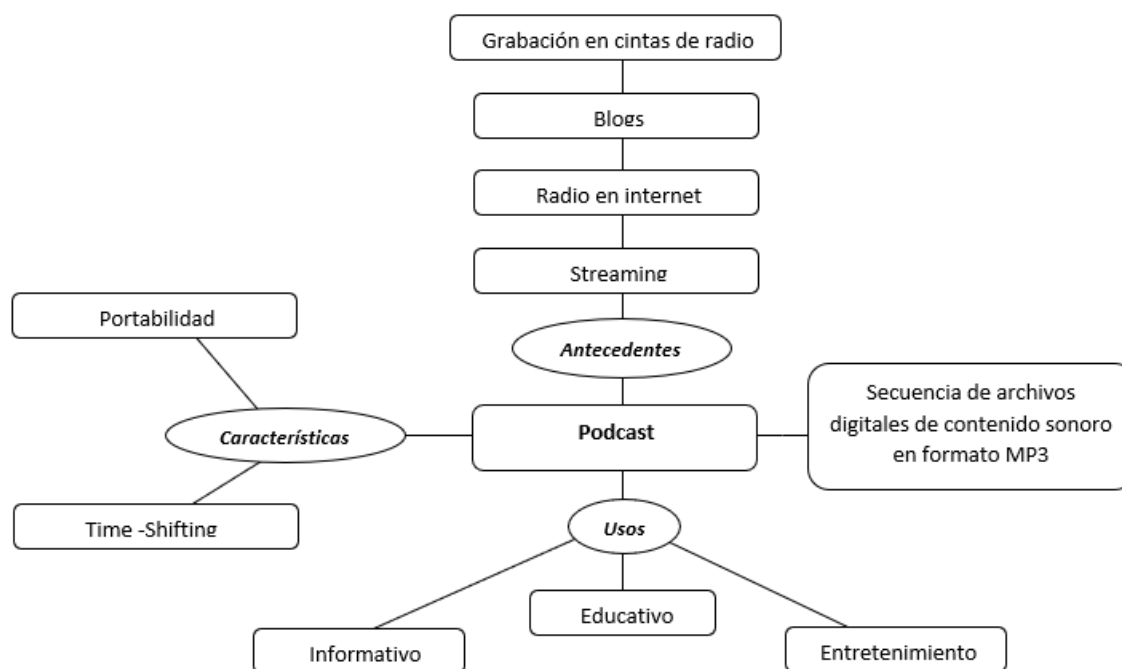 Grabación en cintas de radio
Blogs
Radio en internet
Streaming
Antecedentes
Portabilidad
Característícas
Time -Shifting
Podcast
Secuencia de archivos
digitales de contenido sonoro
en formato MP3
Usos
Informativo
Educativo
Entretenimiento